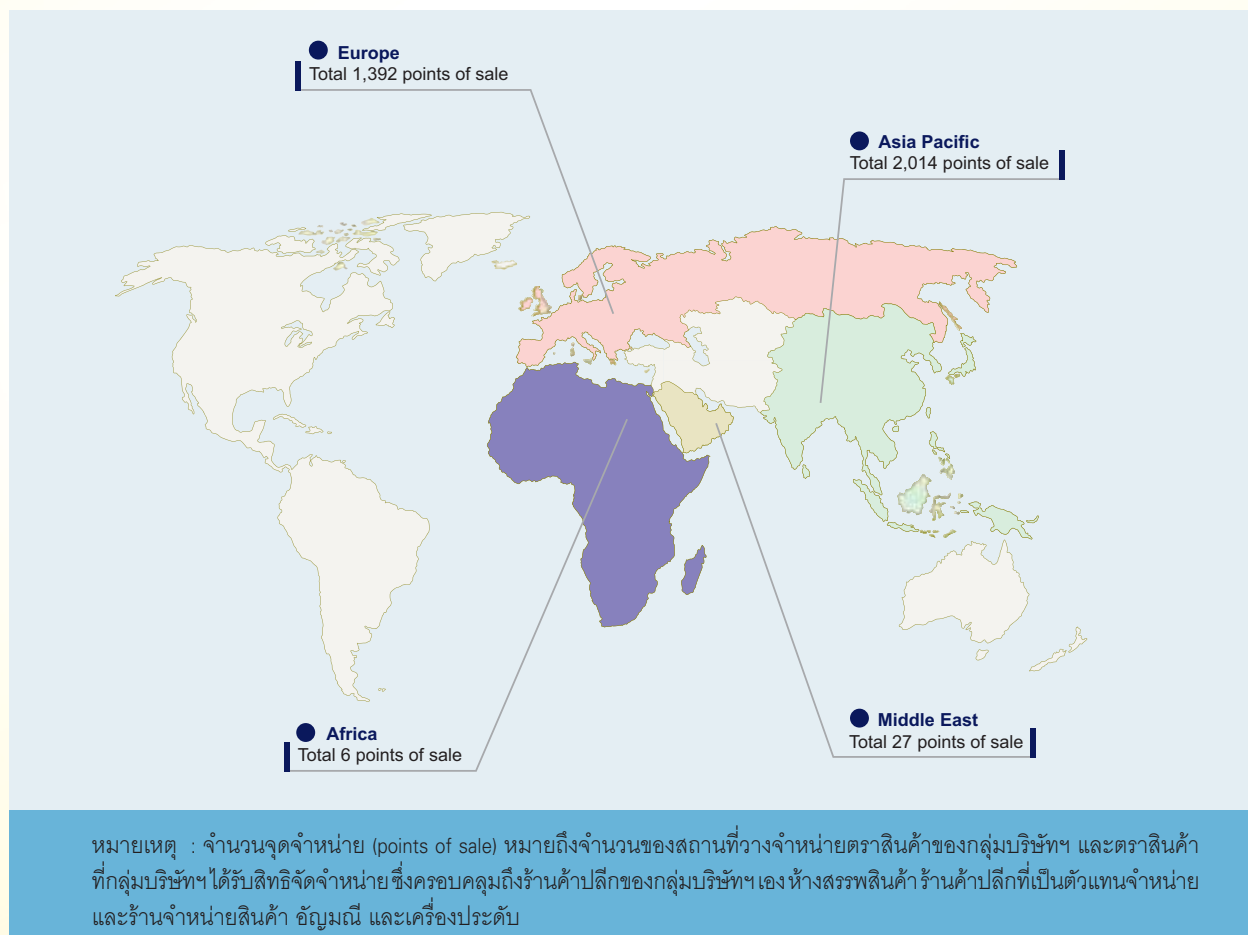 Europe
Total 1,392 points of sale
Asia Pacific
Total 2,014 points of sale
Africa
Total 6 points of sale
Middle East
Total 27 points of sale
หมายเหตุ : จำนวนจุดจำหน่าย (points of sale) หมายถึงจำนวนของสถานที่วางจำหน่ายตราสินค้าของกลุ่มบริษัทฯ และตราสินค้า
ที่กลุ่มบริษัทฯ ได้รับสิทธิจัดจำหน่าย ซึ่งครอบคลุมถึงร้านค้าปลีกของกลุ่มบริษัทฯ เอง ห้างสรรพสินค้า ร้านค้าปลีกที่เป็นตัวแทนจำหน่าย
และร้านจำหน่ายสินค้า อัญมณี และเครื่องประดับ